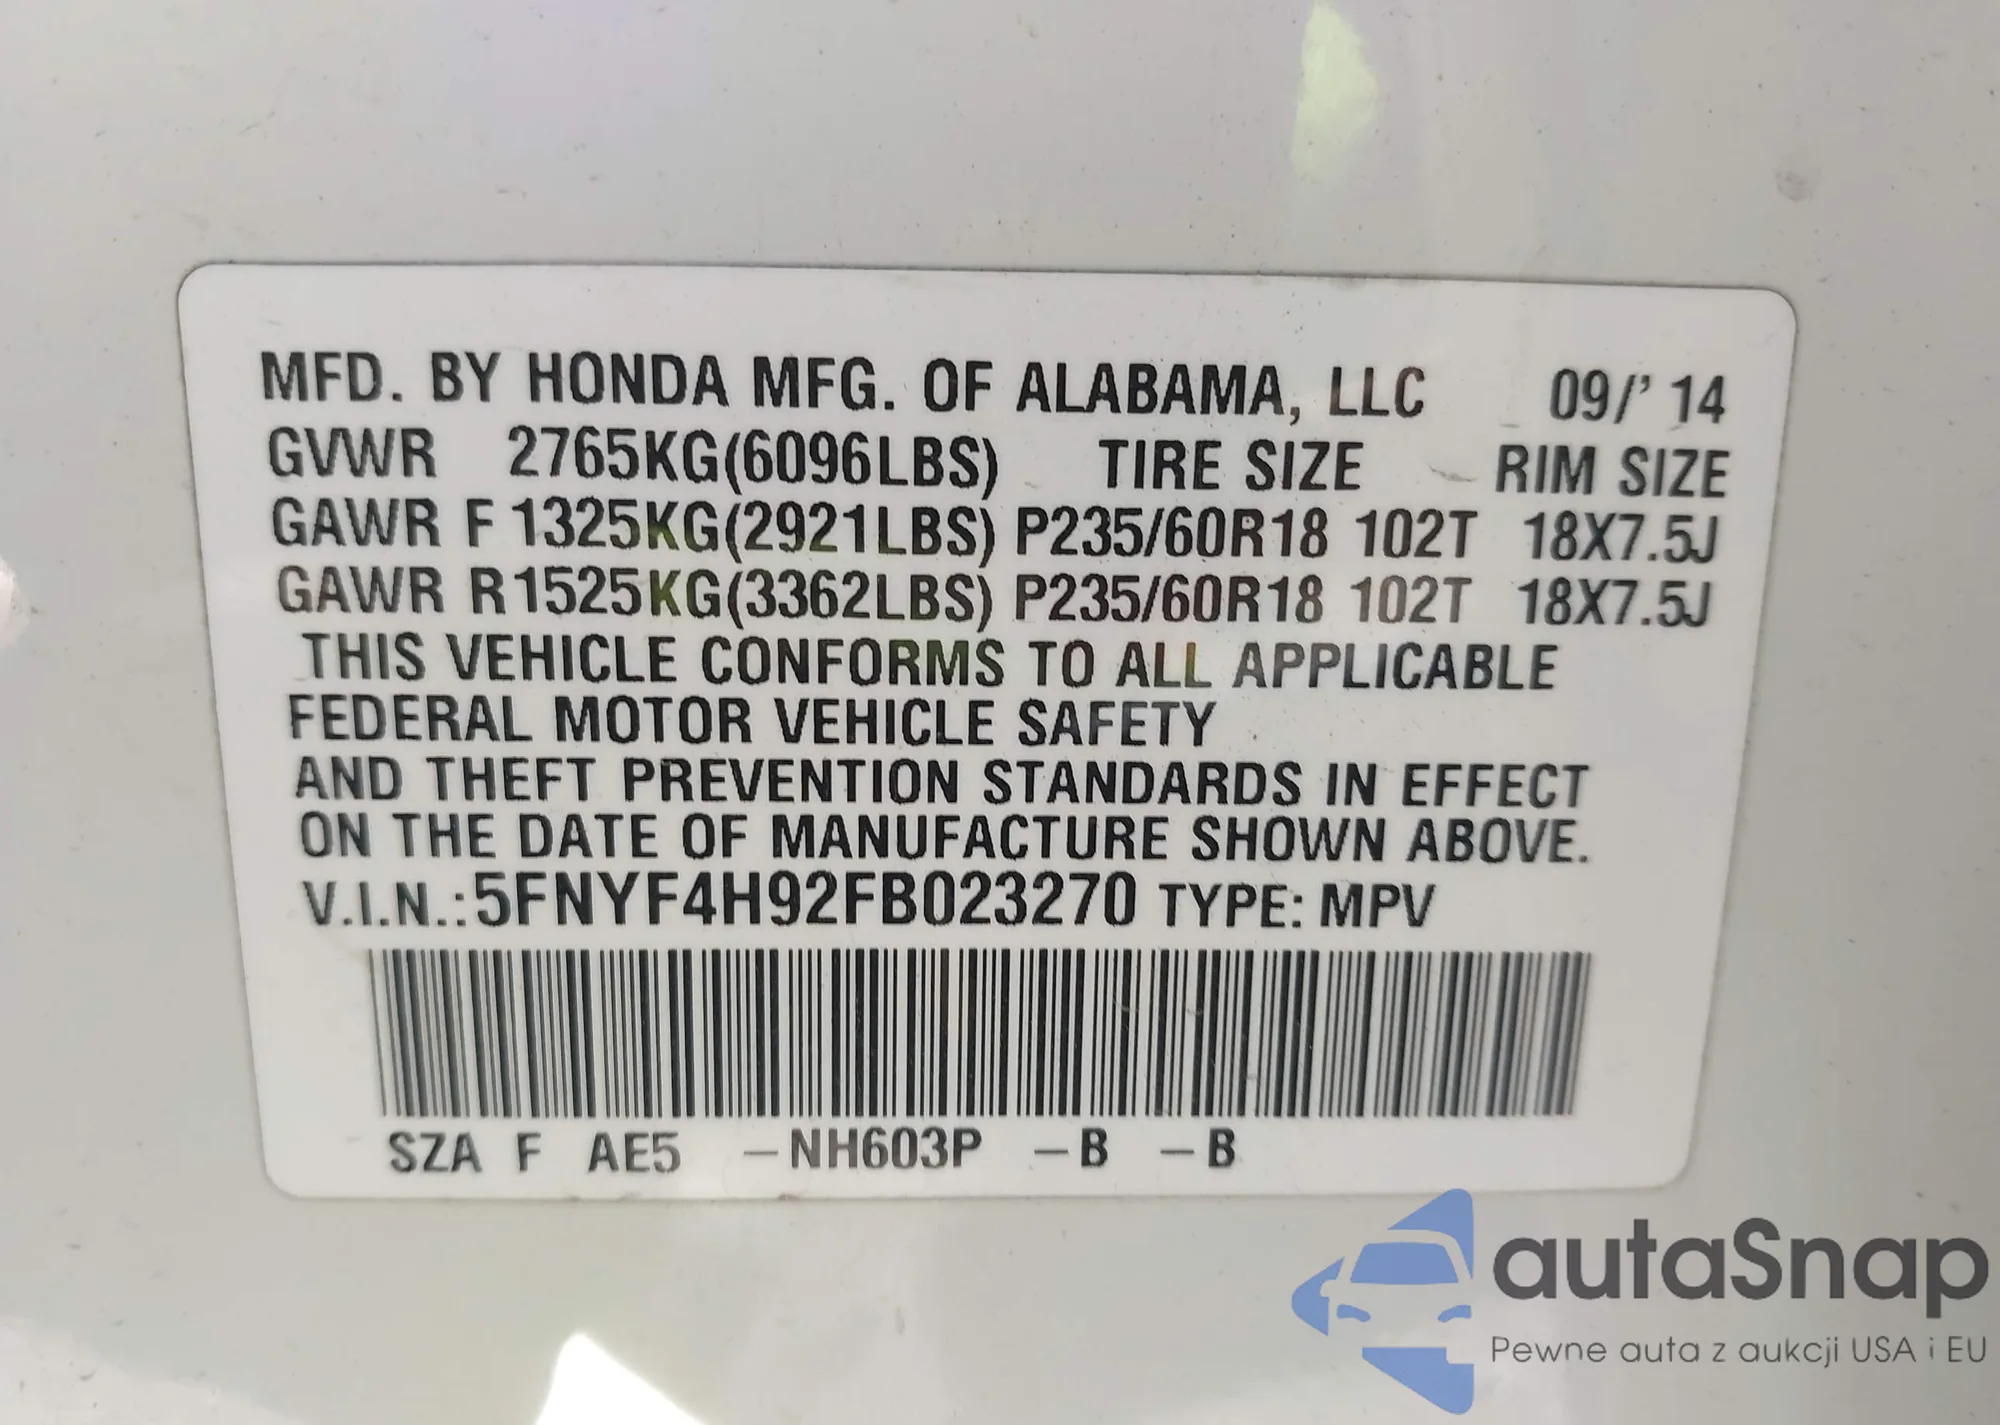 MFD. BY HONDA MFG. OF ALABAMA, LLC 09/' 14
GVWR 2765KG(6096LBS) TIRE SIZE RIM SIZE
GAWR F 1325KG(2921LBS) P235/60R18 102T 18X7.5J
GAWR R1525KG(3362LBS) P235/60R18 102T 18X7.5J
THIS VEHICLE CONFORMS TO ALL APPLICABLE
FEDERAL MOTOR VEHICLE SAFETY
AND THEFT PREVENTION STANDARDS IN EFFECT
ON THE DATE OF MANUFACTURE SHOWN ABOVE.
V.I.N.:5FNYF4H92FB023270 TYPE: MPV
SZA F AE5 –NH603P –B –B
autaSnap
Pewne auta z aukcji USA i EU